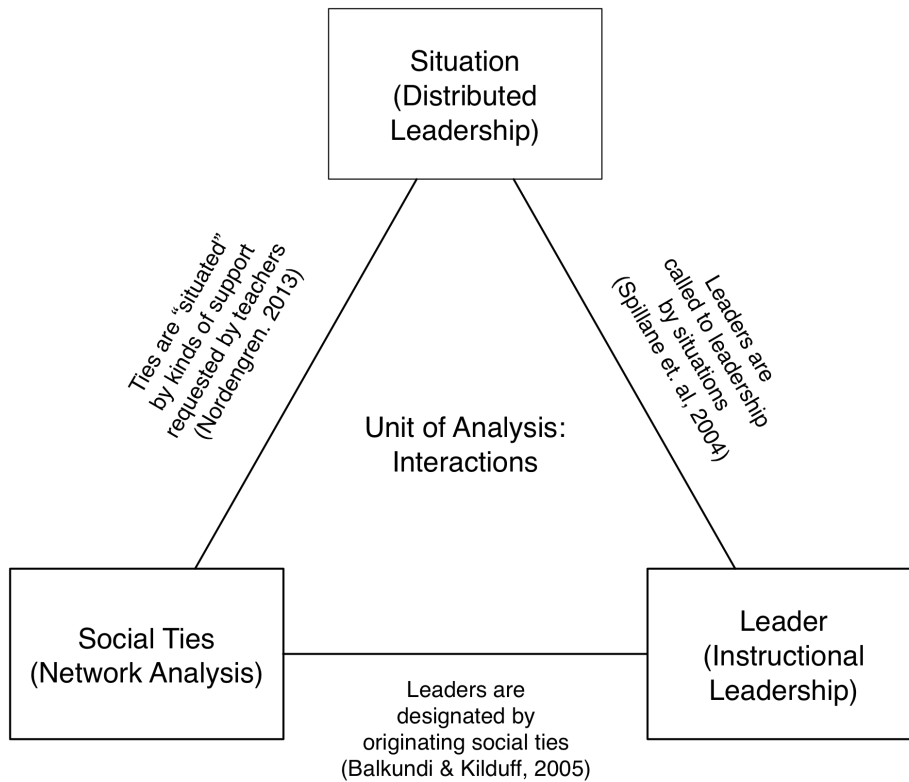 Situation
(Distributed
Leadership)
Ties are “situated”
by kinds of support
requested by teachers
(Nordengren. 2013)
Leaders are
called to leadership
by situations
(Spillane et. al, 2004)
Unit of Analysis:
Interactions
Social Ties
(Network Analysis)
Leader
(Instructional
Leadership)
Leaders are
designated by
originating social ties
(Balkundi & Kilduff, 2005)